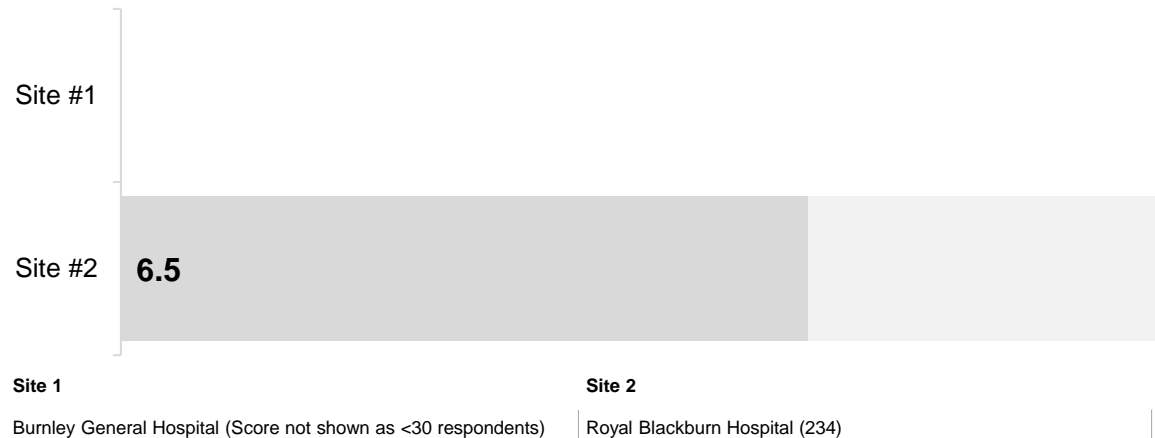 Site #1
Site #2
6.5
Site 1
Site 2
Burnley General Hospital (Score not shown as <30 respondents)
Royal Blackburn Hospital (234)